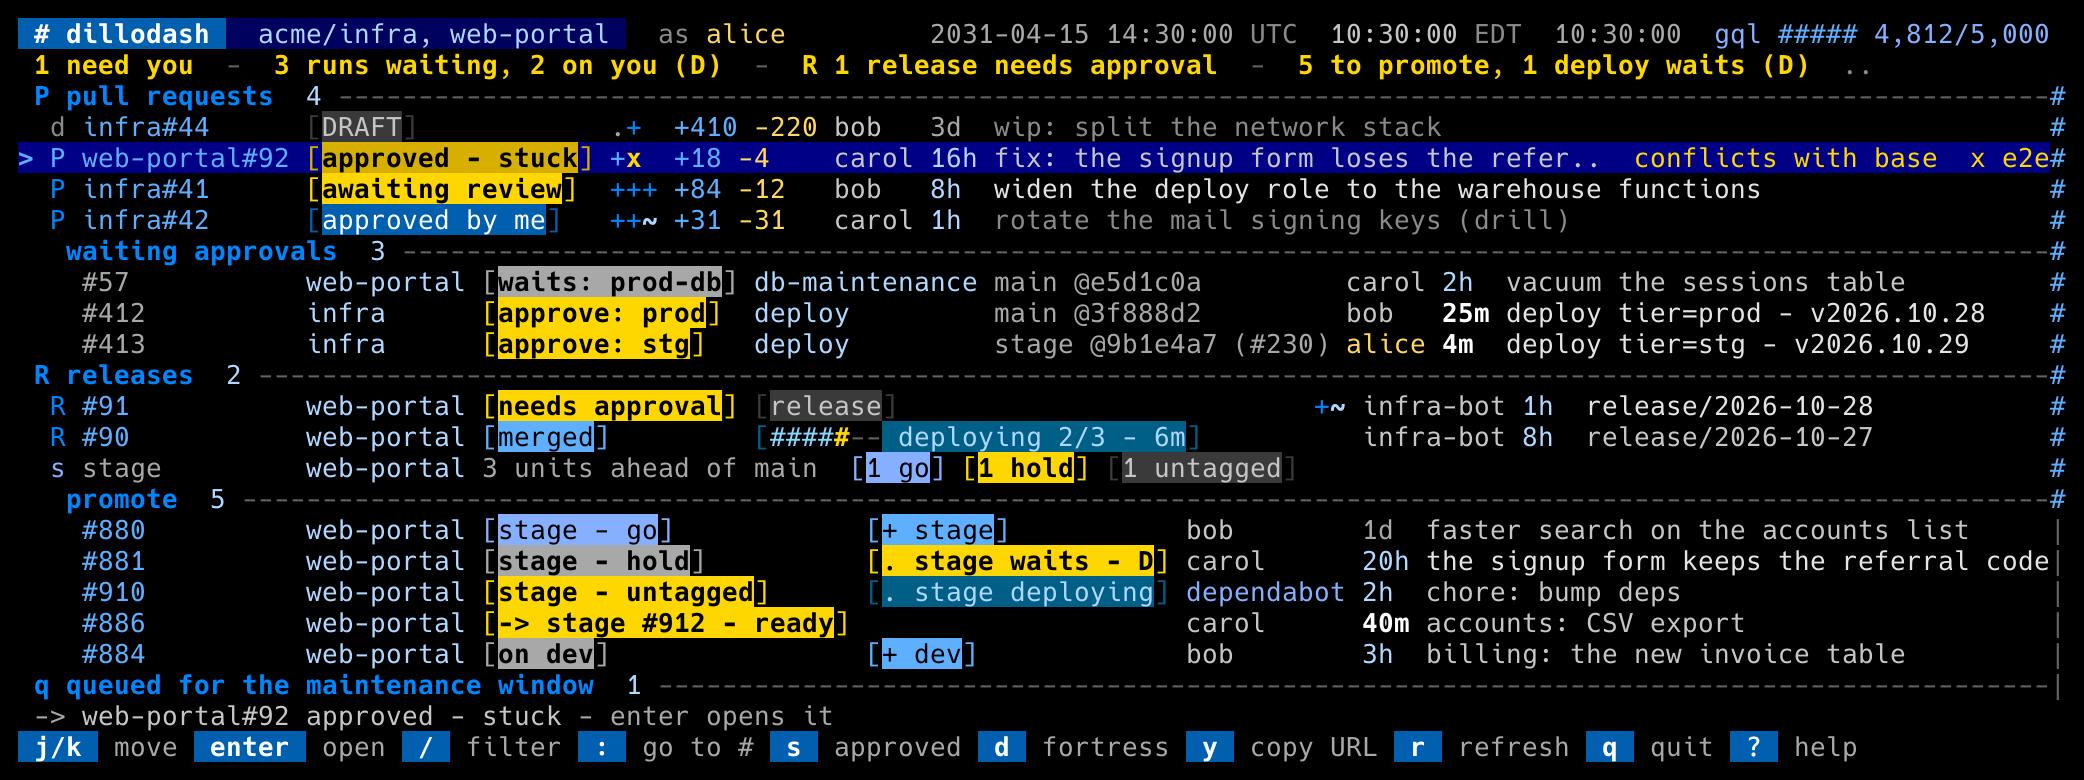 # dillodash  acme/infra, web-portal  as alice  2031-04-15 14:30:00 UTC  10:30:00 EDT  10:30:00  gql ##### 4,812/5,000
1 need you  -  3 runs waiting, 2 on you (D)  -  R 1 release needs approval  -  5 to promote, 1 deploy waits (D)  ..
P pull requests  4 ----------------------------------------------------------------------------------------------------------#
d infra#44  [DRAFT]  .+  +410 -220 bob  3d  wip: split the network stack  #
> P web-portal#92 [approved - stuck] +x  +18 -4  carol 16h fix: the signup form loses the refer..  conflicts with base  x e2e#
P infra#41  [awaiting review]  +++ +84 -12  bob  8h  widen the deploy role to the warehouse functions  #
P infra#42  [approved by me]  ++~ +31 -31  carol 1h  rotate the mail signing keys (drill)  #
waiting approvals  3 -------------------------------------------------------------------------------------------------------#
#57  web-portal [waits: prod-db] db-maintenance main @e5d1c0a  carol 2h  vacuum the sessions table  #
#412  infra  [approve: prod]  deploy  main @3f888d2  bob  25m deploy tier=prod - v2026.10.28  #
#413  infra  [approve: stg]  deploy  stage @9b1e4a7 (#230) alice 4m  deploy tier=stg - v2026.10.29  #
R releases  2 ----------------------------------------------------------------------------------------------------------------#
R #91  web-portal [needs approval] [release]  +~ infra-bot 1h  release/2026-10-28  #
R #90  web-portal [merged]  [#####-- deploying 2/3 - 6m]  infra-bot 8h  release/2026-10-27  #
s stage  web-portal 3 units ahead of main  [1 go] [1 hold] [1 untagged]  #
promote  5 -----------------------------------------------------------------------------------------------------------------#
#880  web-portal [stage - go]  [+ stage]  bob  1d  faster search on the accounts list  |
#881  web-portal [stage - hold]  [. stage waits - D] carol  20h the signup form keeps the referral code|
#910  web-portal [stage - untagged]  [. stage deploying] dependabot 2h  chore: bump deps  |
#886  web-portal [-> stage #912 - ready]  carol  40m accounts: CSV export  |
#884  web-portal [on dev]  [+ dev]  bob  3h  billing: the new invoice table  |
q queued for the maintenance window  1 ---------------------------------------------------------------------------------------|
-> web-portal#92 approved - stuck - enter opens it
j/k  move  enter  open  /  filter  :  go to #  s  approved  d  fortress  y  copy URL  r  refresh  q  quit  ?  help